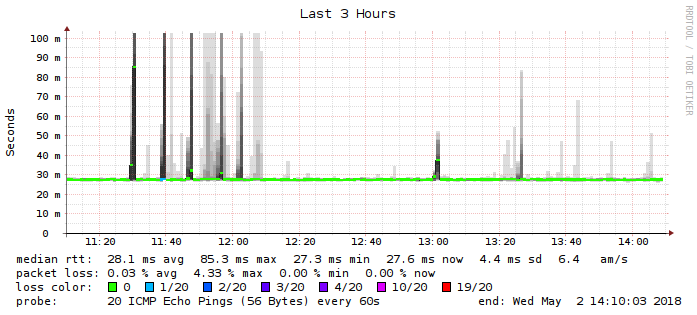 Last 3 Hours
RRDTOOL / TOBI OETIKER
Seconds
100 m
90 m
80 m
70 m
60 m
50 m
40 m
30 m
20 m
10 m
0
11:20 11:40 12:00 12:20 12:40 13:00 13:20 13:40 14:00
median rtt: 28.1 ms avg 85.3 ms max 27.3 ms min 27.6 ms now 4.4 ms sd 6.4 am/s
packet loss: 0.03 % avg 4.33 % max 0.00 % min 0.00 % now
loss color: 0 1/20 2/20 3/20 4/20 10/20 19/20
probe: 20 ICMP Echo Pings (56 Bytes) every 60s end: Wed May 2 14:10:03 2018